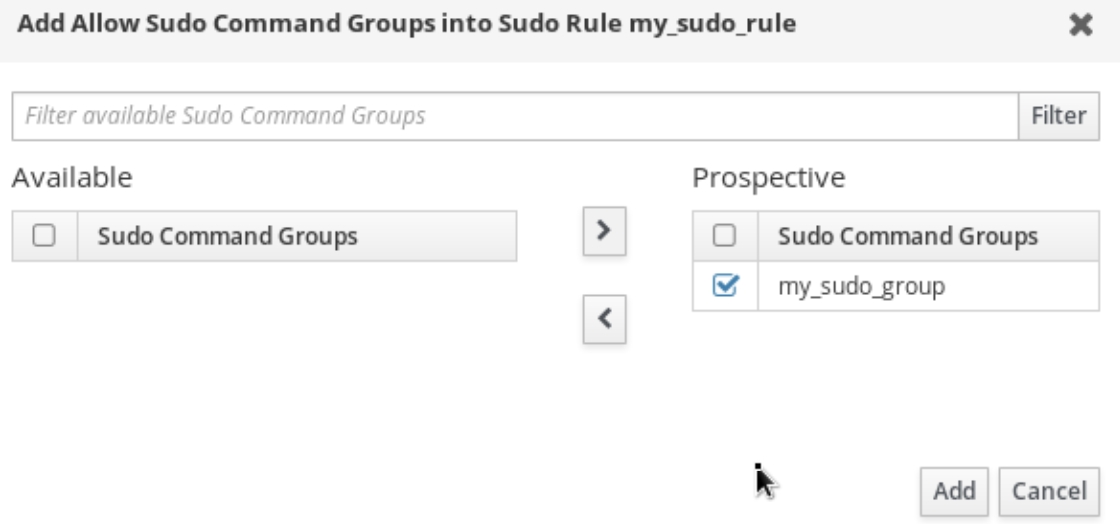 Add Allow Sudo Command Groups into Sudo Rule my_sudo_rule
Filter available Sudo Command Groups
Filter
Available
Prospective
Sudo Command Groups
Sudo Command Groups
my_sudo_group
Add
Cancel